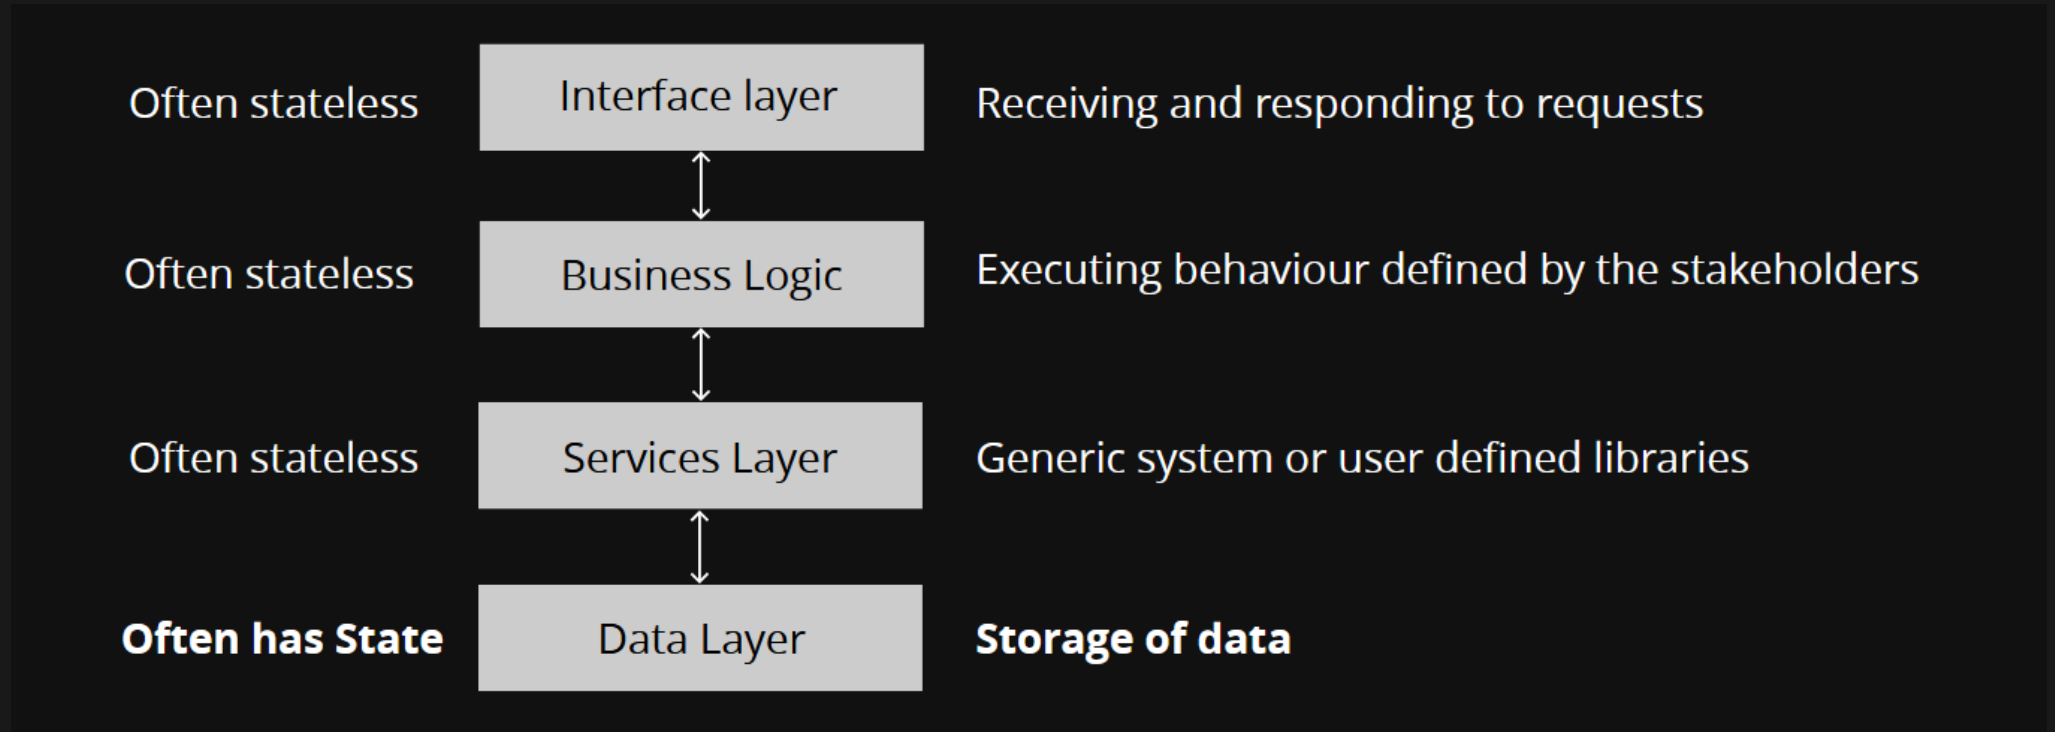 Often stateless
Interface layer
Receiving and responding to requests
Often stateless
Business Logic
Executing behaviour defined by the stakeholders
Often stateless
Services Layer
Generic system or user defined libraries
Often has State
Data Layer
Storage of data